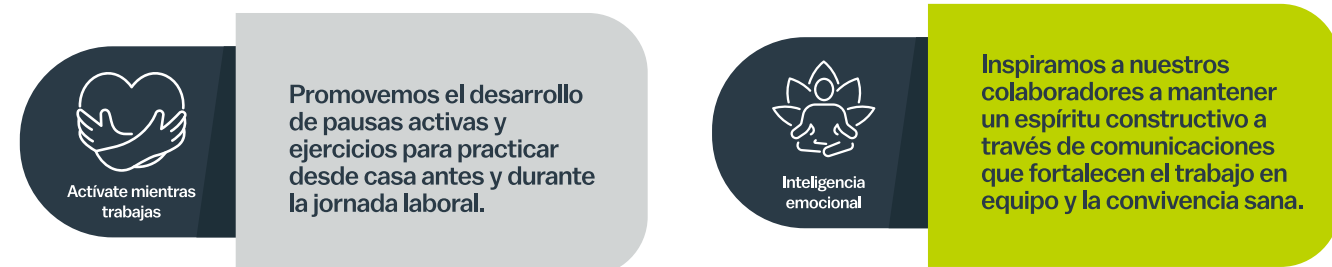 Actívate mientras
trabajas
Promovemos el desarrollo
de pausas activas y
ejercicios para practicar
desde casa antes y durante
la jornada laboral.
Inteligencia
emocional
Inspiramos a nuestros
colaboradores a mantener
un espíritu constructivo a
través de comunicaciones
que fortalecen el trabajo en
equipo y la convivencia sana.